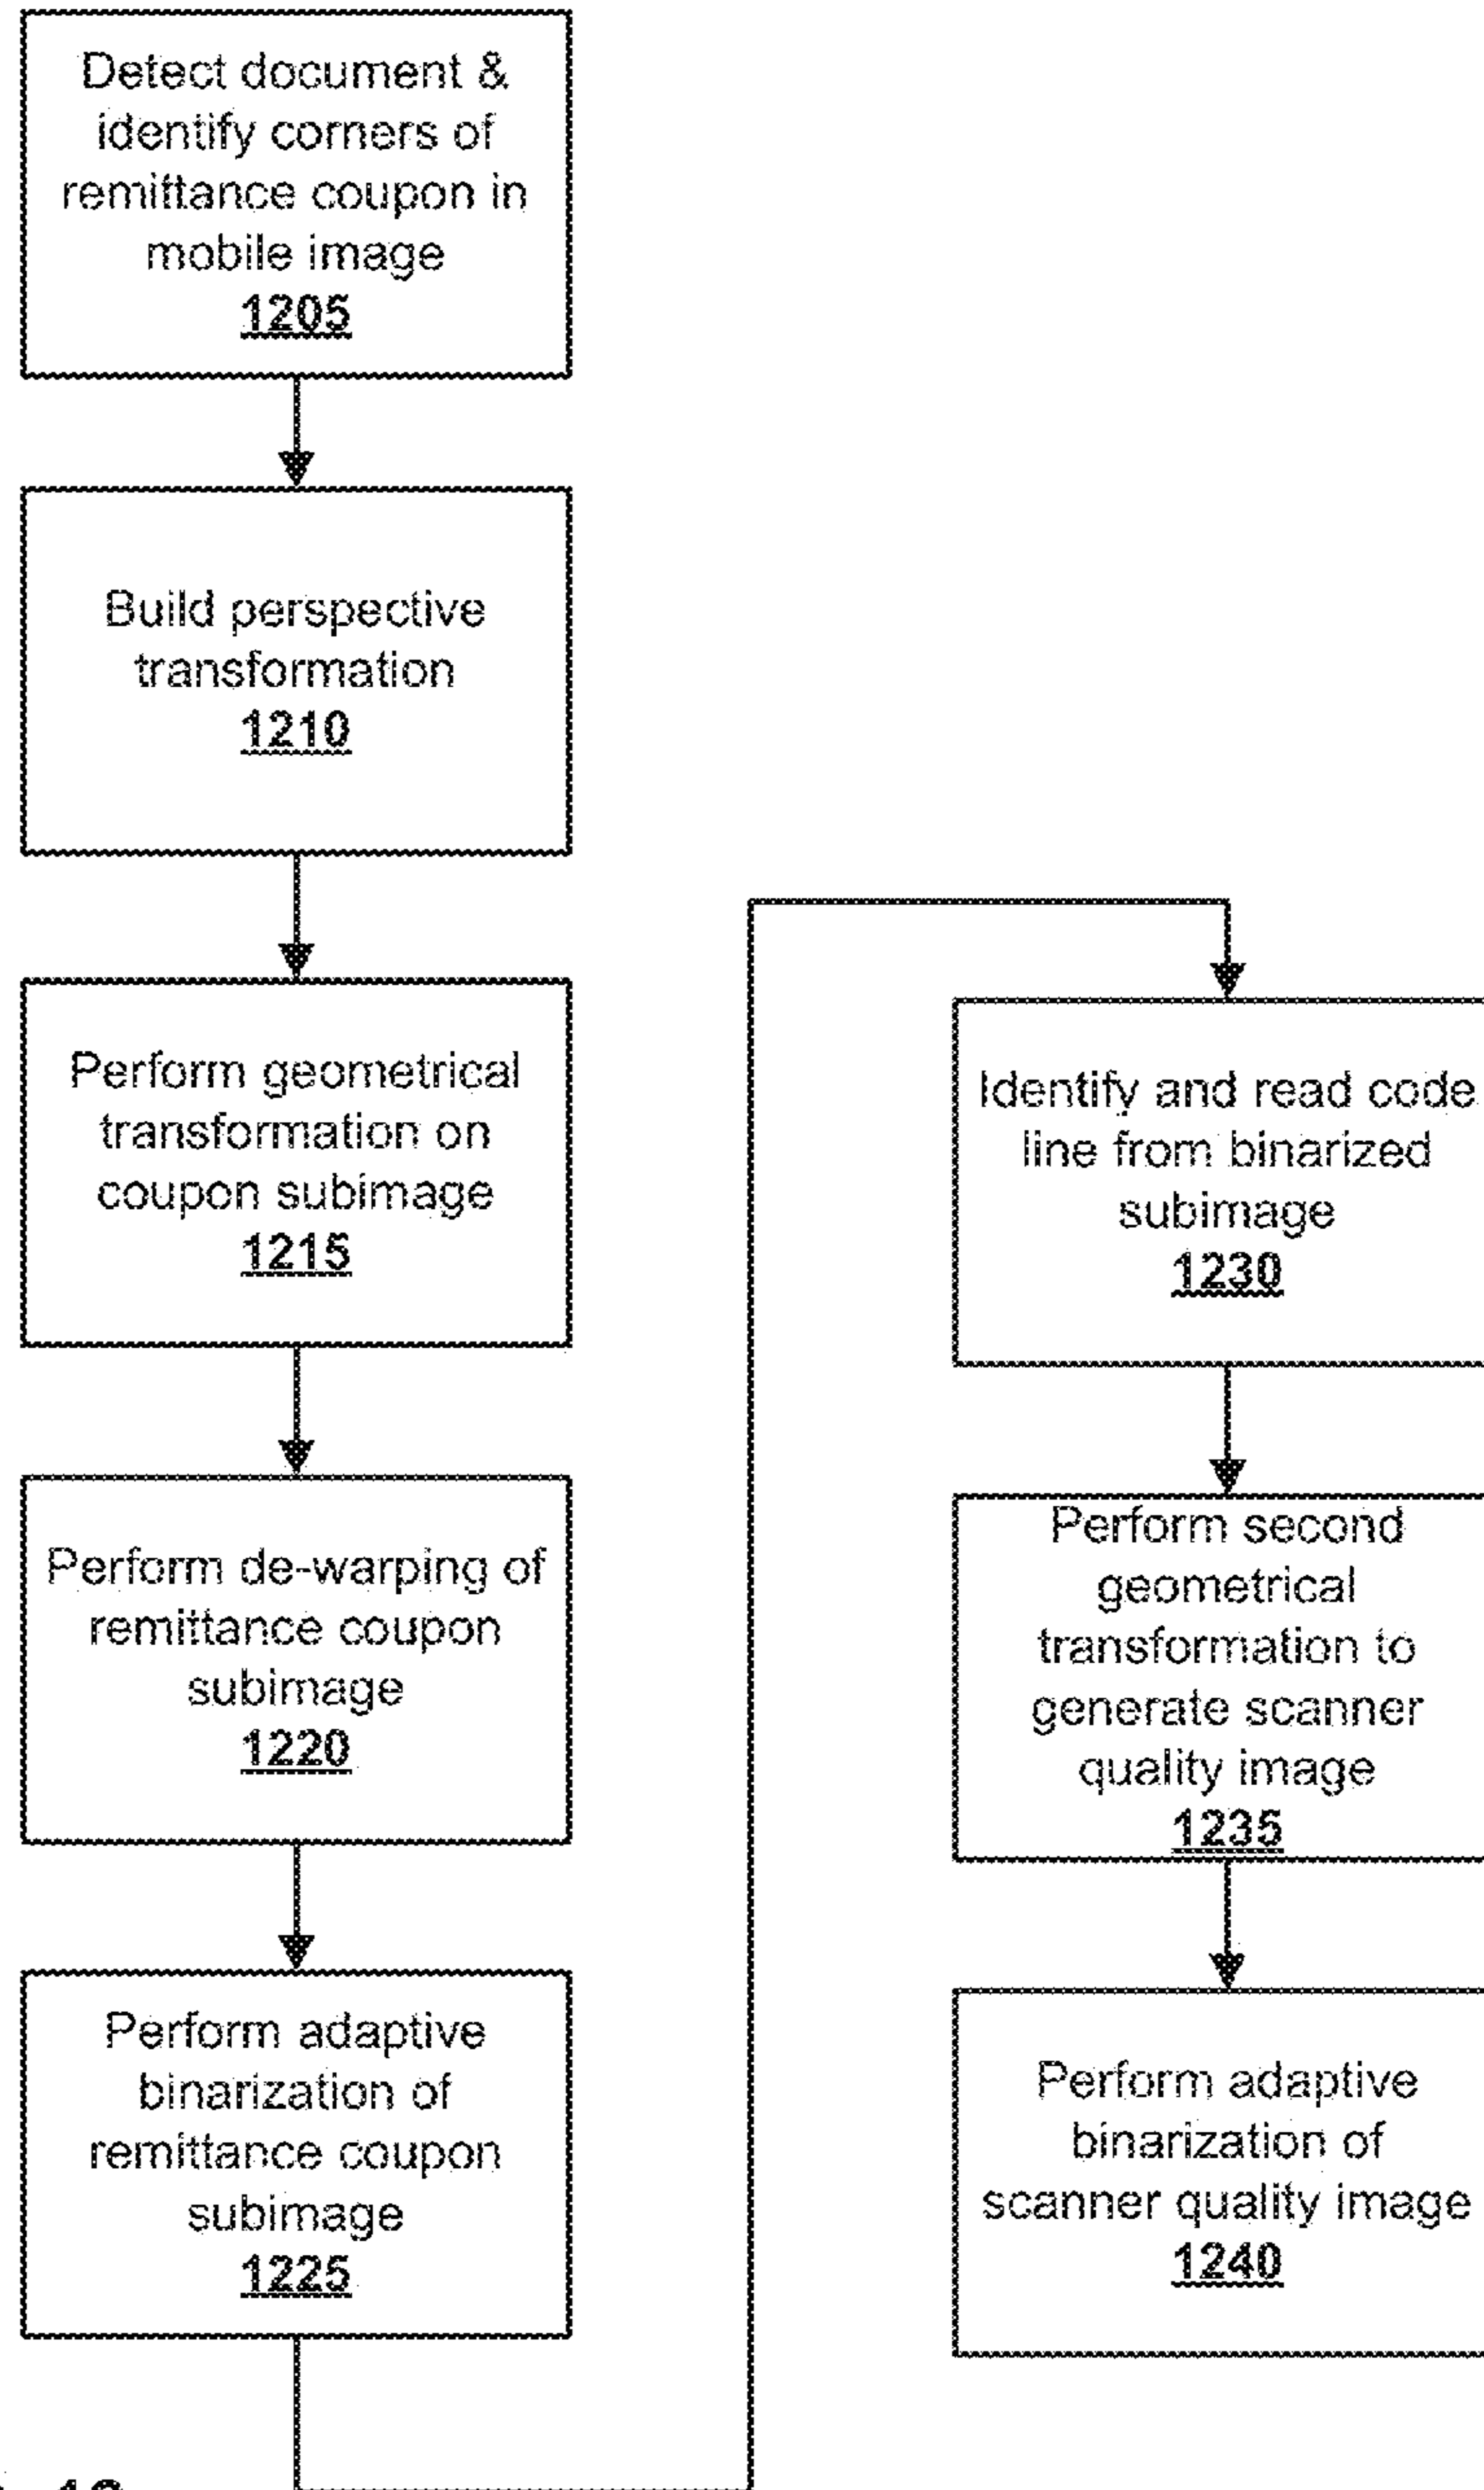 Detect document &
identify corners of
remittance coupon in
mobile image
1205
Build perspective
transformation
1210
Perform geometrical
transformation on
coupon subimage
1215
Perform de-warping of
remittance coupon
subimage
1220
Perform adaptive
binarization of
remittance coupon
subimage
1225
Identify and read code
line from binarized
subimage
1230
Perform second
geometrical
transformation to
generate scanner
quality image
1235
Perform adaptive
binarization of
scanner quality image
1240